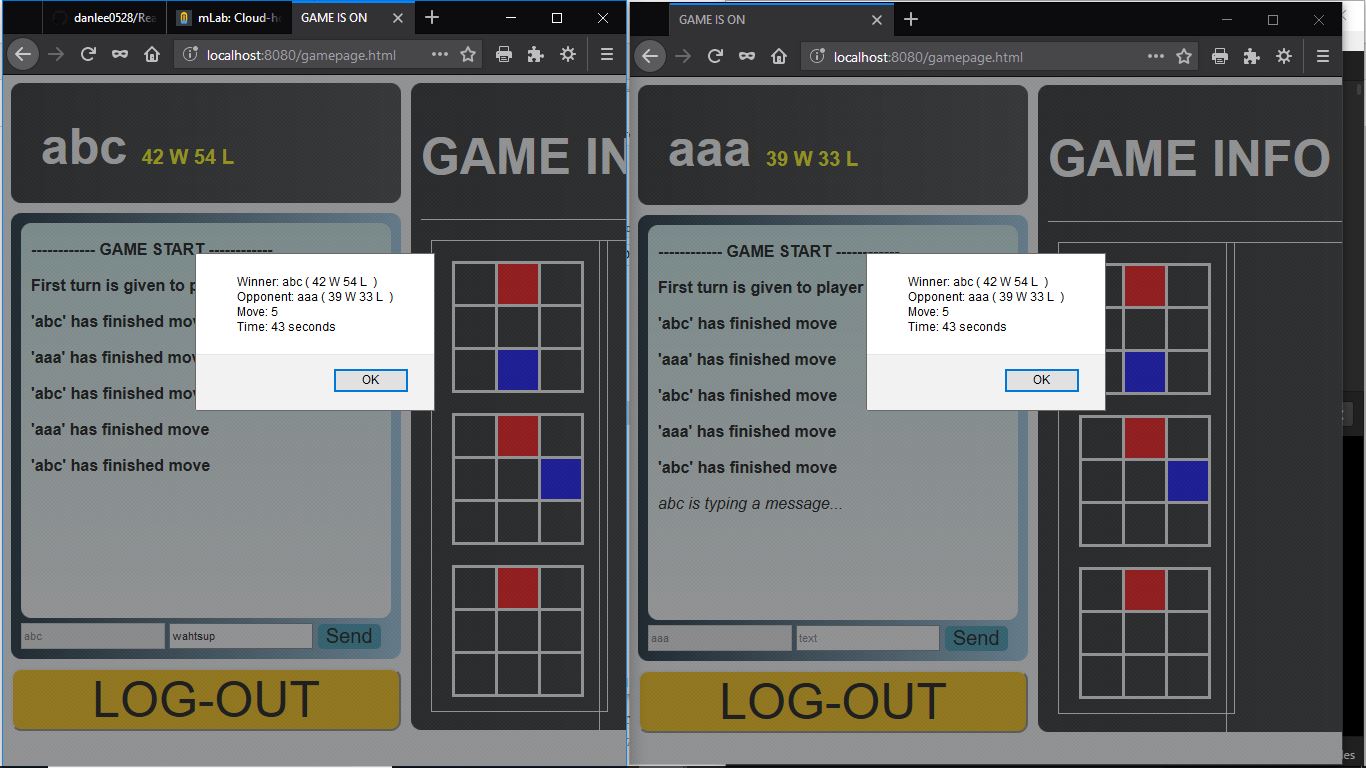 danlee0528/Rea
mLab: Cloud-h
GAME IS ON
localhost:8080/gamepage.html
abc 42 W 54 L
GAME IN
------------ GAME START ------------
First turn is given to p
'abc' has finished mov
'aaa' has finished mov
'abc' has finished mov
'aaa' has finished move
'abc' has finished move
Winner: abc ( 42 W 54 L )
Opponent: aaa ( 39 W 33 L )
Move: 5
Time: 43 seconds
OK
abc
wahtsup
Send
LOG-OUT
GAME IS ON
localhost:8080/gamepage.html
aaa 39 W 33 L
GAME INFO
------------ GAME START ------------
First turn is given to player
'abc' has finished move
'aaa' has finished move
'abc' has finished move
'aaa' has finished move
'abc' has finished move
abc is typing a message...
Winner: abc ( 42 W 54 L )
Opponent: aaa ( 39 W 33 L )
Move: 5
Time: 43 seconds
OK
aaa
text
Send
LOG-OUT
les